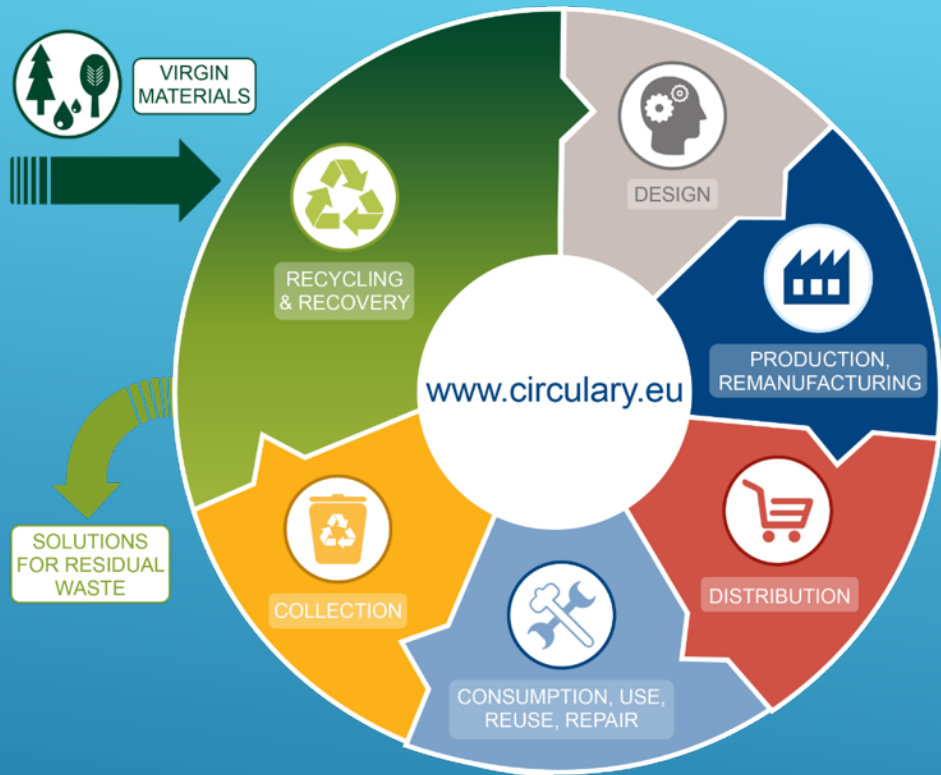 VIRGIN
MATERIALS
DESIGN
RECYCLING
& RECOVERY
PRODUCTION,
REMANUFACTURING
www.circulary.eu
SOLUTIONS
FOR RESIDUAL
WASTE
COLLECTION
DISTRIBUTION
CONSUMPTION, USE,
REUSE, REPAIR